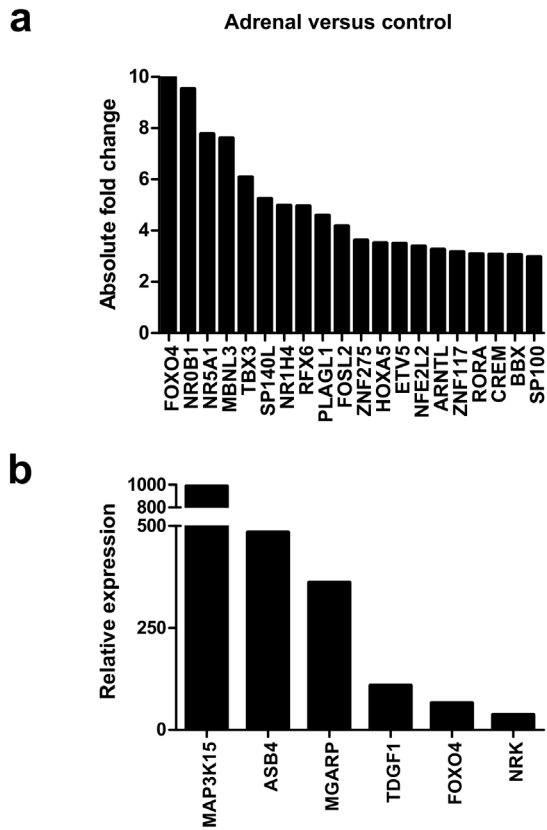 a
Adrenal versus control
Absolute fold change
10
8
6
4
2
0
FOXO4
NR0B1
NR5A1
MBNL3
TBX3
SP140L
NR1H4
RFX6
PLAGL1
FOSL2
ZNF275
HOXA5
ETV5
NFE2L2
ARNTL
ZNF117
RORA
CREM
BBX
SP100
b
Relative expression
1000
800
500
250
0
MAP3K15
ASB4
MGARP
TDGF1
FOXO4
NRK